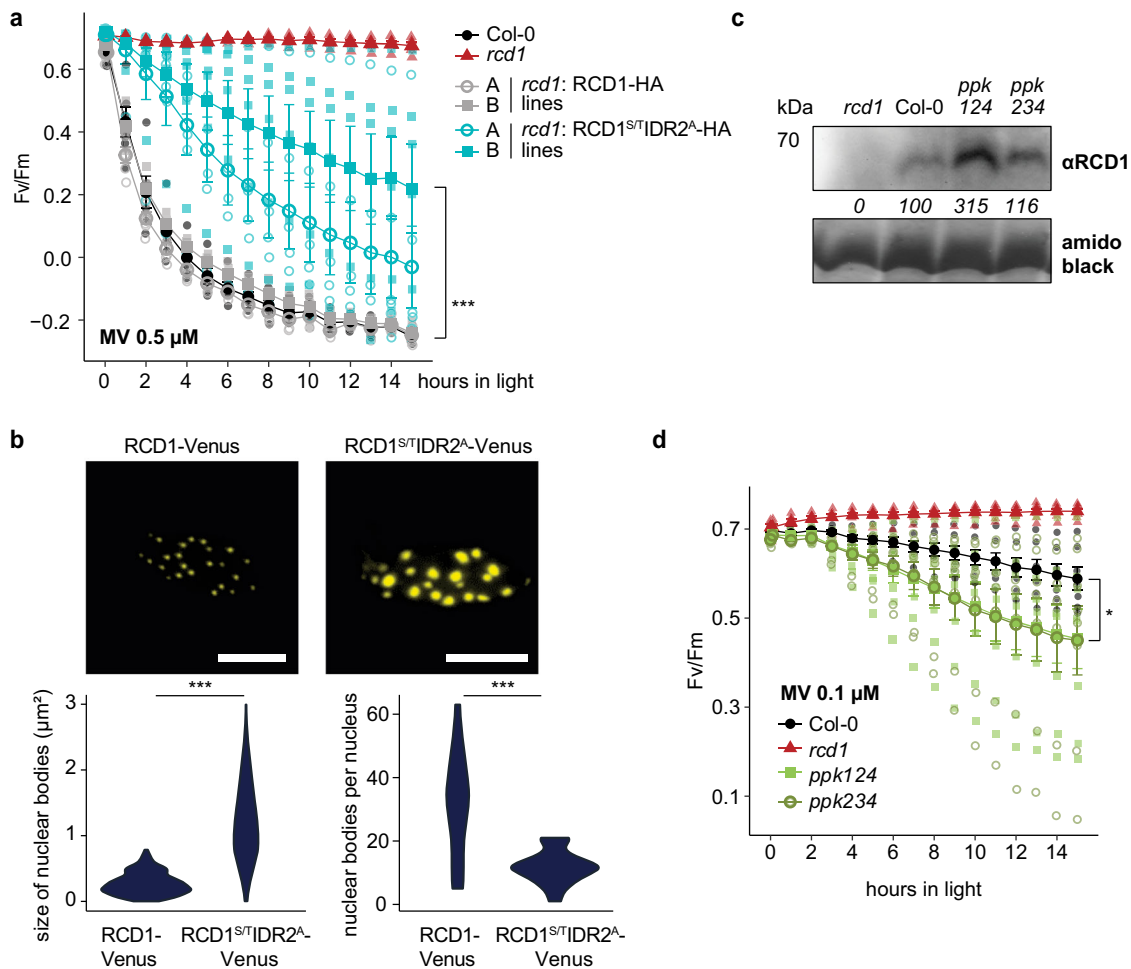 a
Fv/Fm
0.6
0.4
0.2
0.0
−0.2
MV 0.5 µM
***
0 2 4 6 8 10 12 14 hours in light
Col-0
rcd1
A rcd1: RCD1-HA
B lines
A rcd1: RCD1S/TIDR2A-HA
B lines
c
kDa rcd1 Col-0 ppk 124 ppk 234
70
αRCD1
0 100 315 116
amido
black
b
RCD1-Venus RCD1S/TIDR2A-Venus
size of nuclear bodies (µm²)
***
3
2
1
0
RCD1-
Venus
RCD1S/TIDR2A-
Venus
nuclear bodies per nucleus
***
60
40
20
0
RCD1-
Venus
RCD1S/TIDR2A-
Venus
d
Fv/Fm
0.7
0.5
0.3
0.1
*
MV 0.1 µM
Col-0
rcd1
ppk124
ppk234
0 2 4 6 8 10 12 14
hours in light